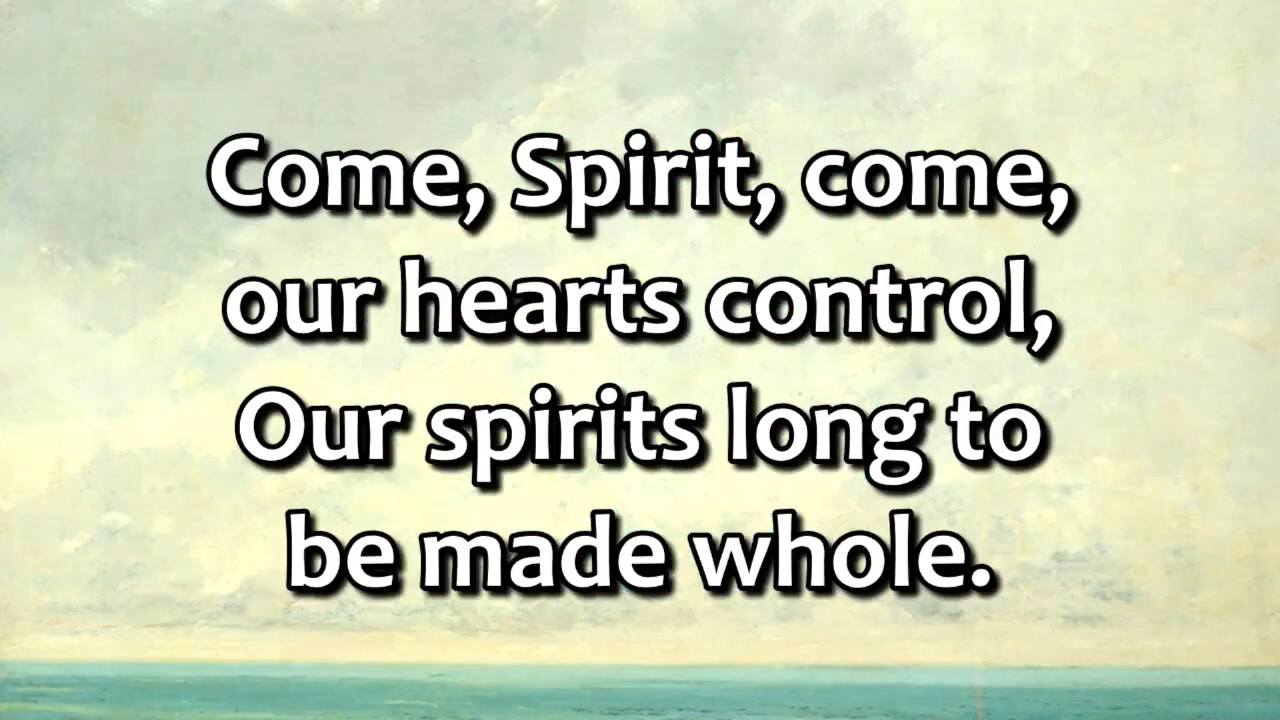 Come, Spirit, come,
our hearts control,
Our spirits long to
be made whole.